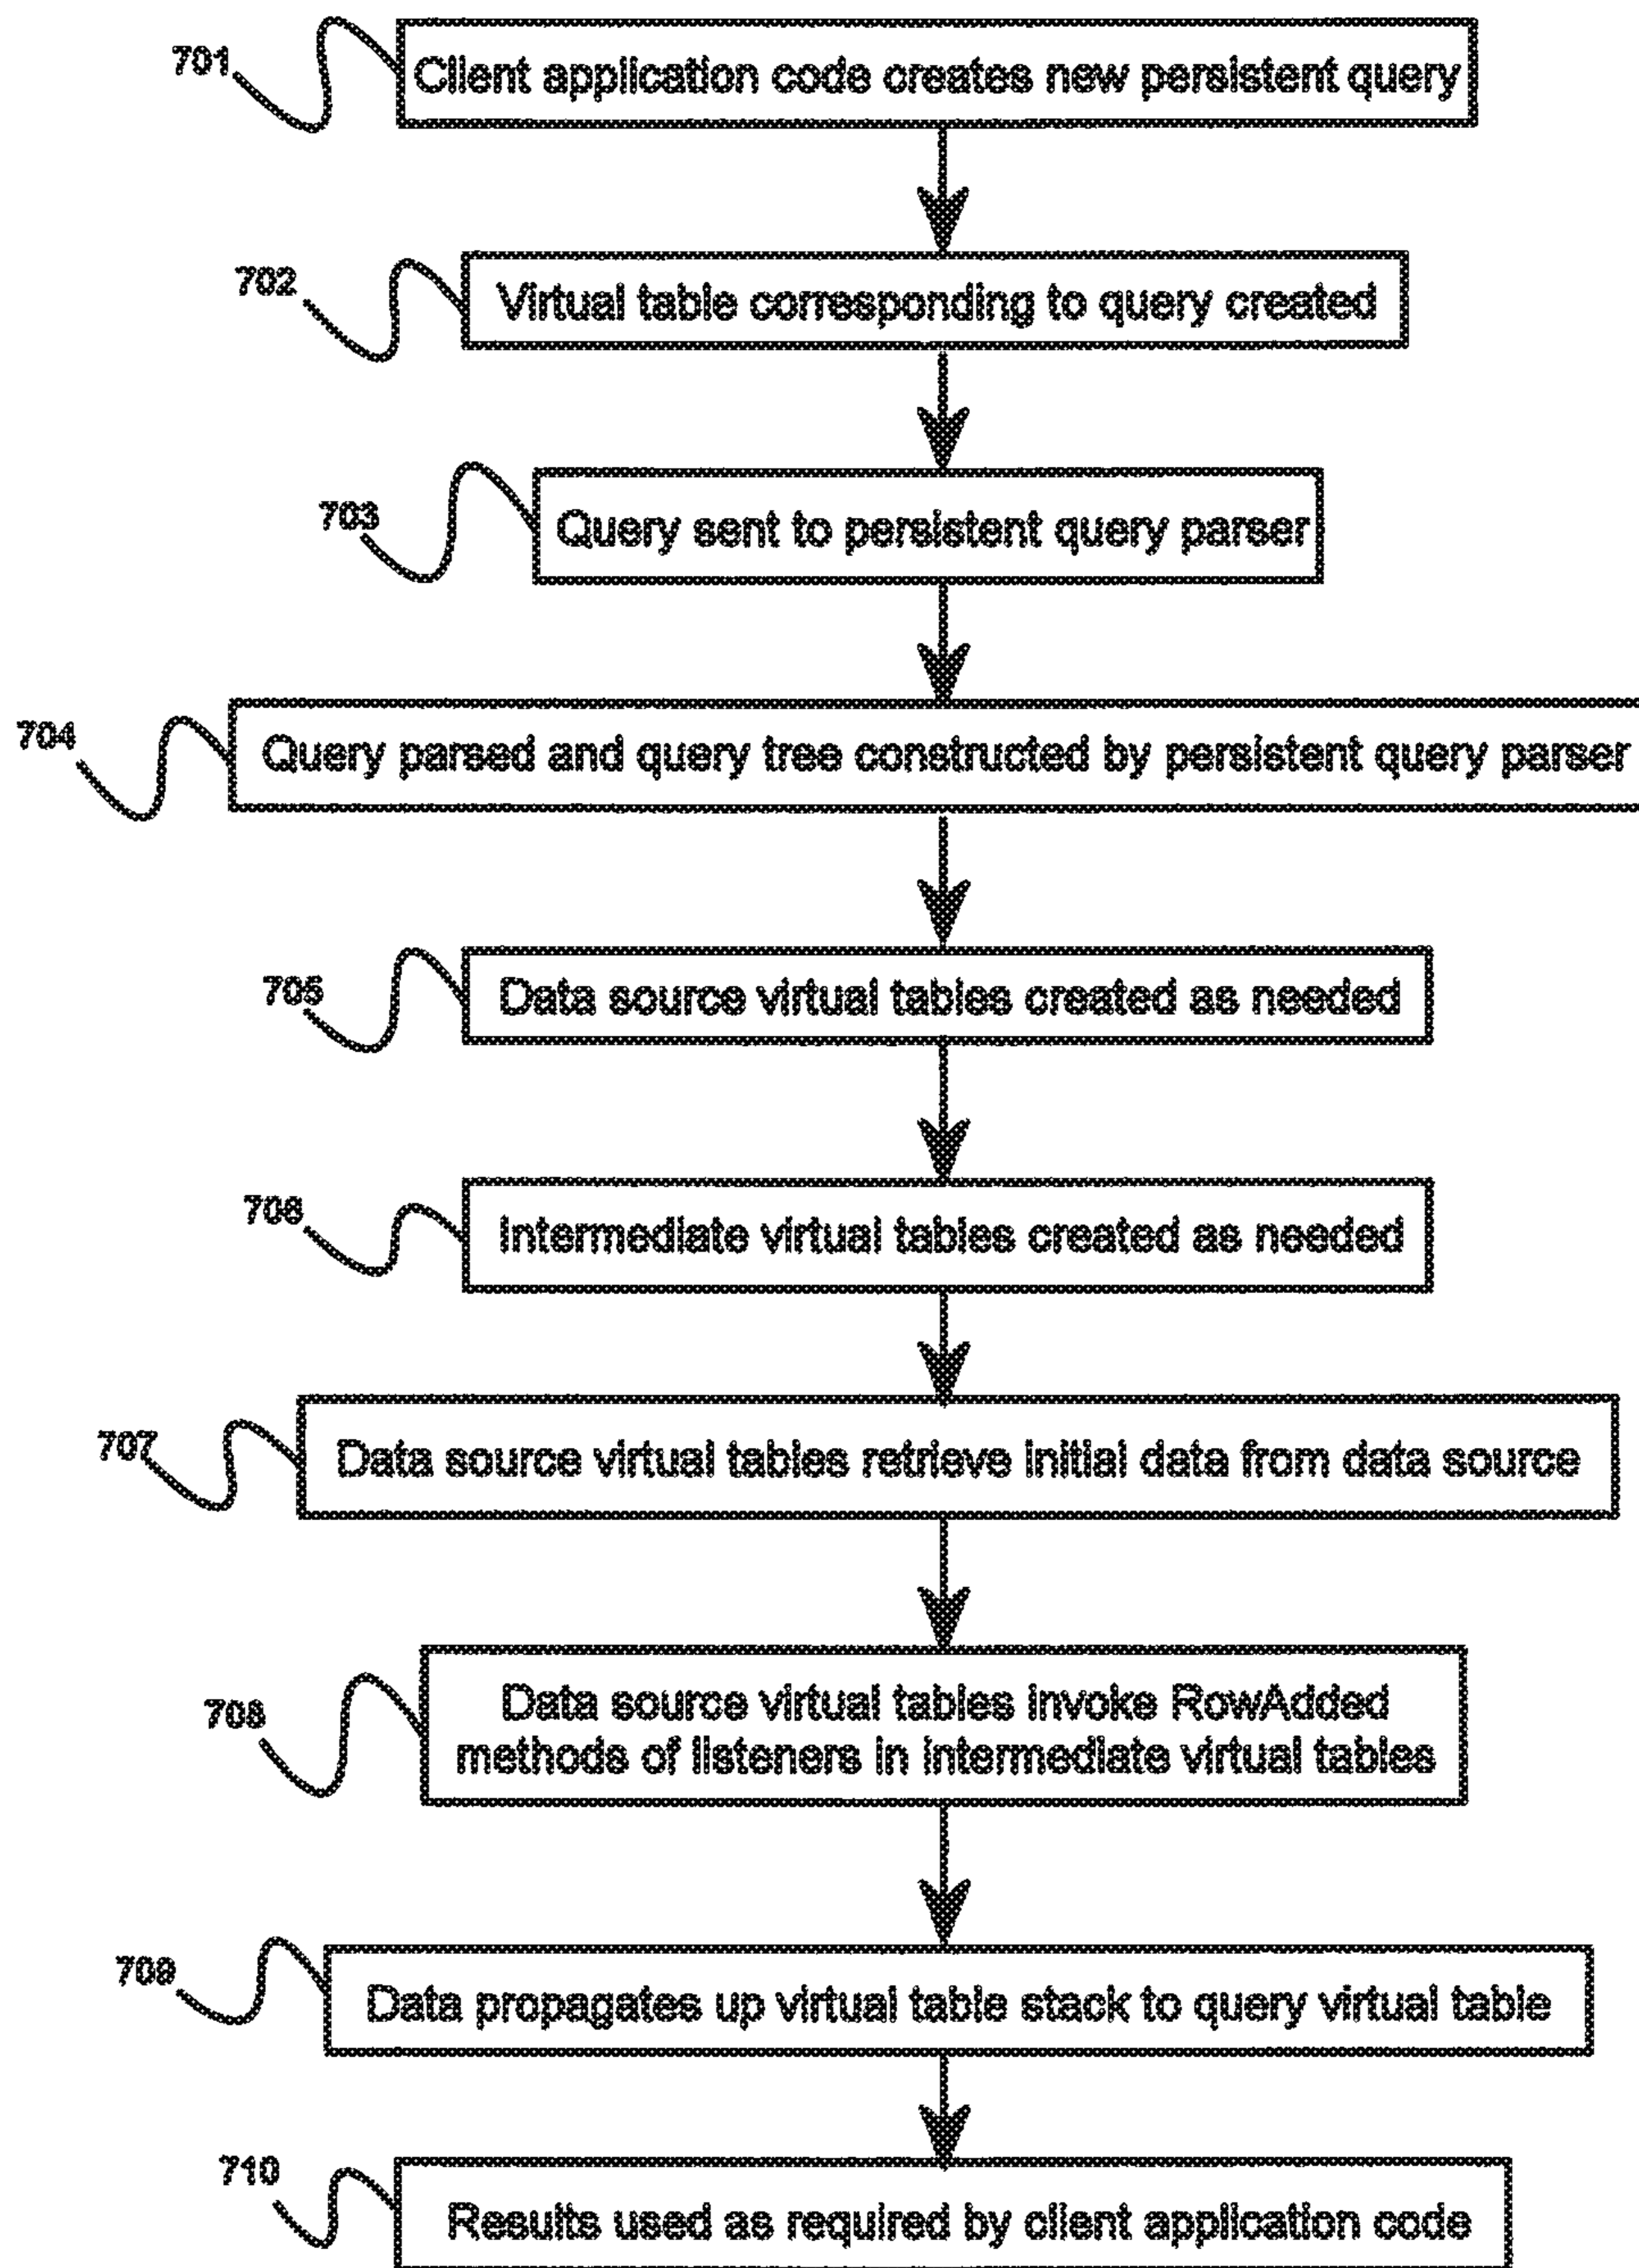 701
Client application code creates new persistent query
702
Virtual table corresponding to query created
703
Query sent to persistent query parser
704
Query parsed and query tree constructed by persistent query parser
705
Data source virtual tables created as needed
706
Intermediate virtual tables created as needed
707
Data source virtual tables retrieve initial data from data source
708
Data source virtual tables invoke RowAdded
methods of listeners in intermediate virtual tables
709
Data propagates up virtual table stack to query virtual table
710
Results used as required by client application code